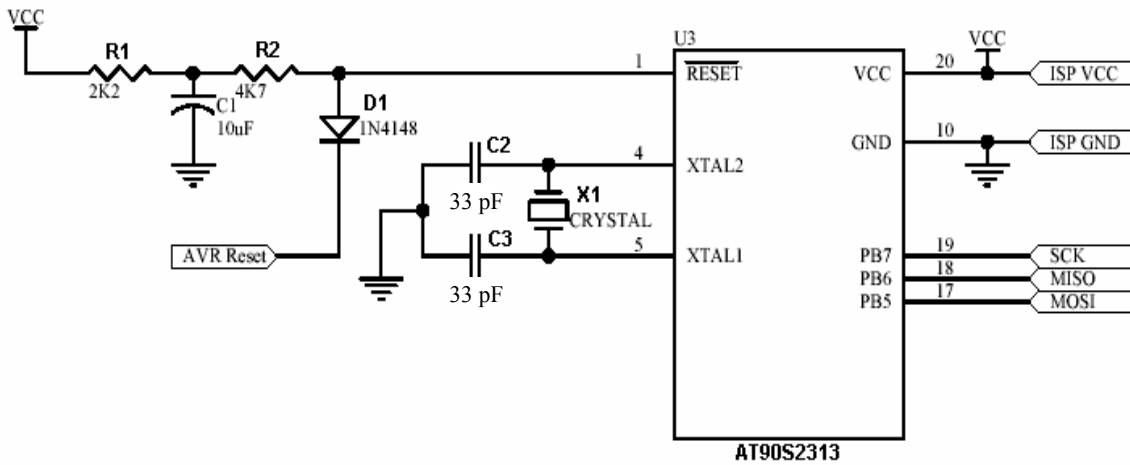 VCC
R1
2K2
R2
4K7
C1
10uF
D1
1N4148
AVR Reset
C2
33 pF
C3
33 pF
X1
CRYSTAL
U3
1
RESET
4
XTAL2
5
XTAL1
VCC
20
VCC
ISP VCC
GND
10
ISP GND
PB7
19
SCK
PB6
18
MISO
PB5
17
MOSI
AT90S2313